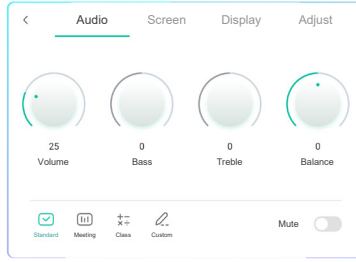 Audio Screen Display Adjust
25 0 0 0
Volume Bass Treble Balance
Standard Meeting Class Custom Mute